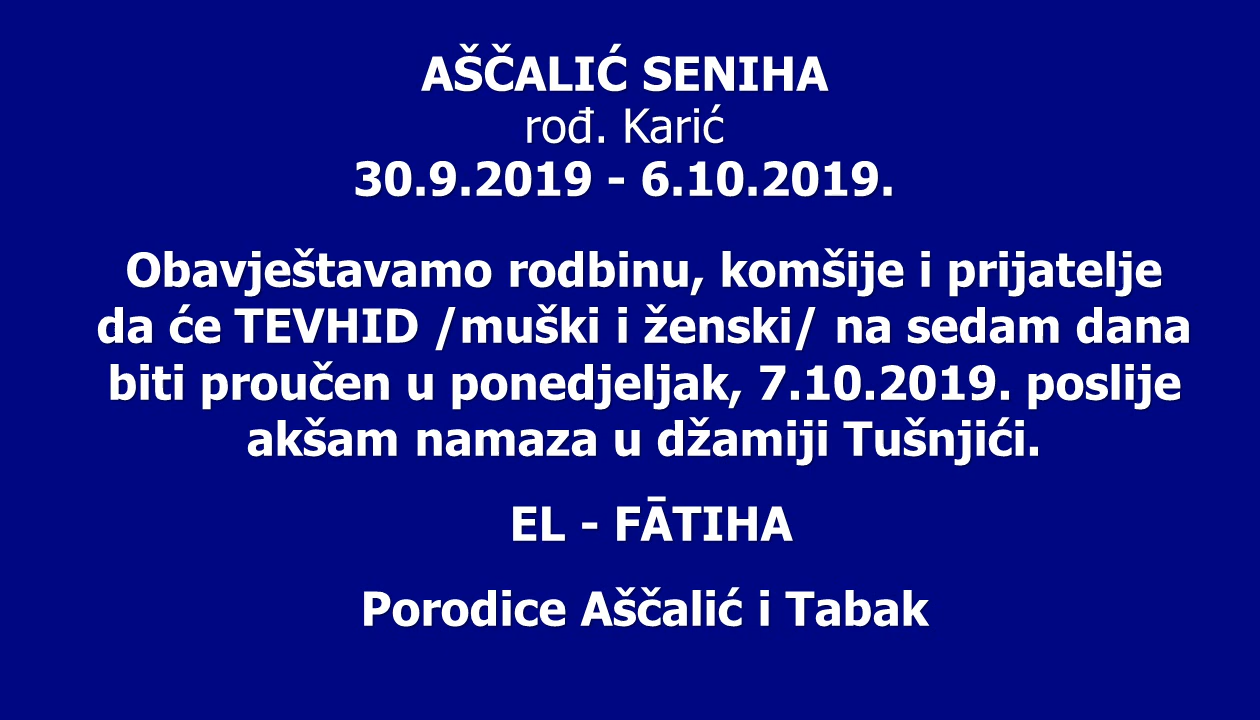 AŠČALIĆ SENIHA
rođ. Karić
30.9.2019 - 6.10.2019.
Obavještavamo rodbinu, komšije i prijatelje
da će TEVHID /muški i ženski/ na sedam dana
biti proučen u ponedjeljak, 7.10.2019. poslije
akšam namaza u džamiji Tušnjići.
EL - FĀTIHA
Porodice Aščalić i Tabak